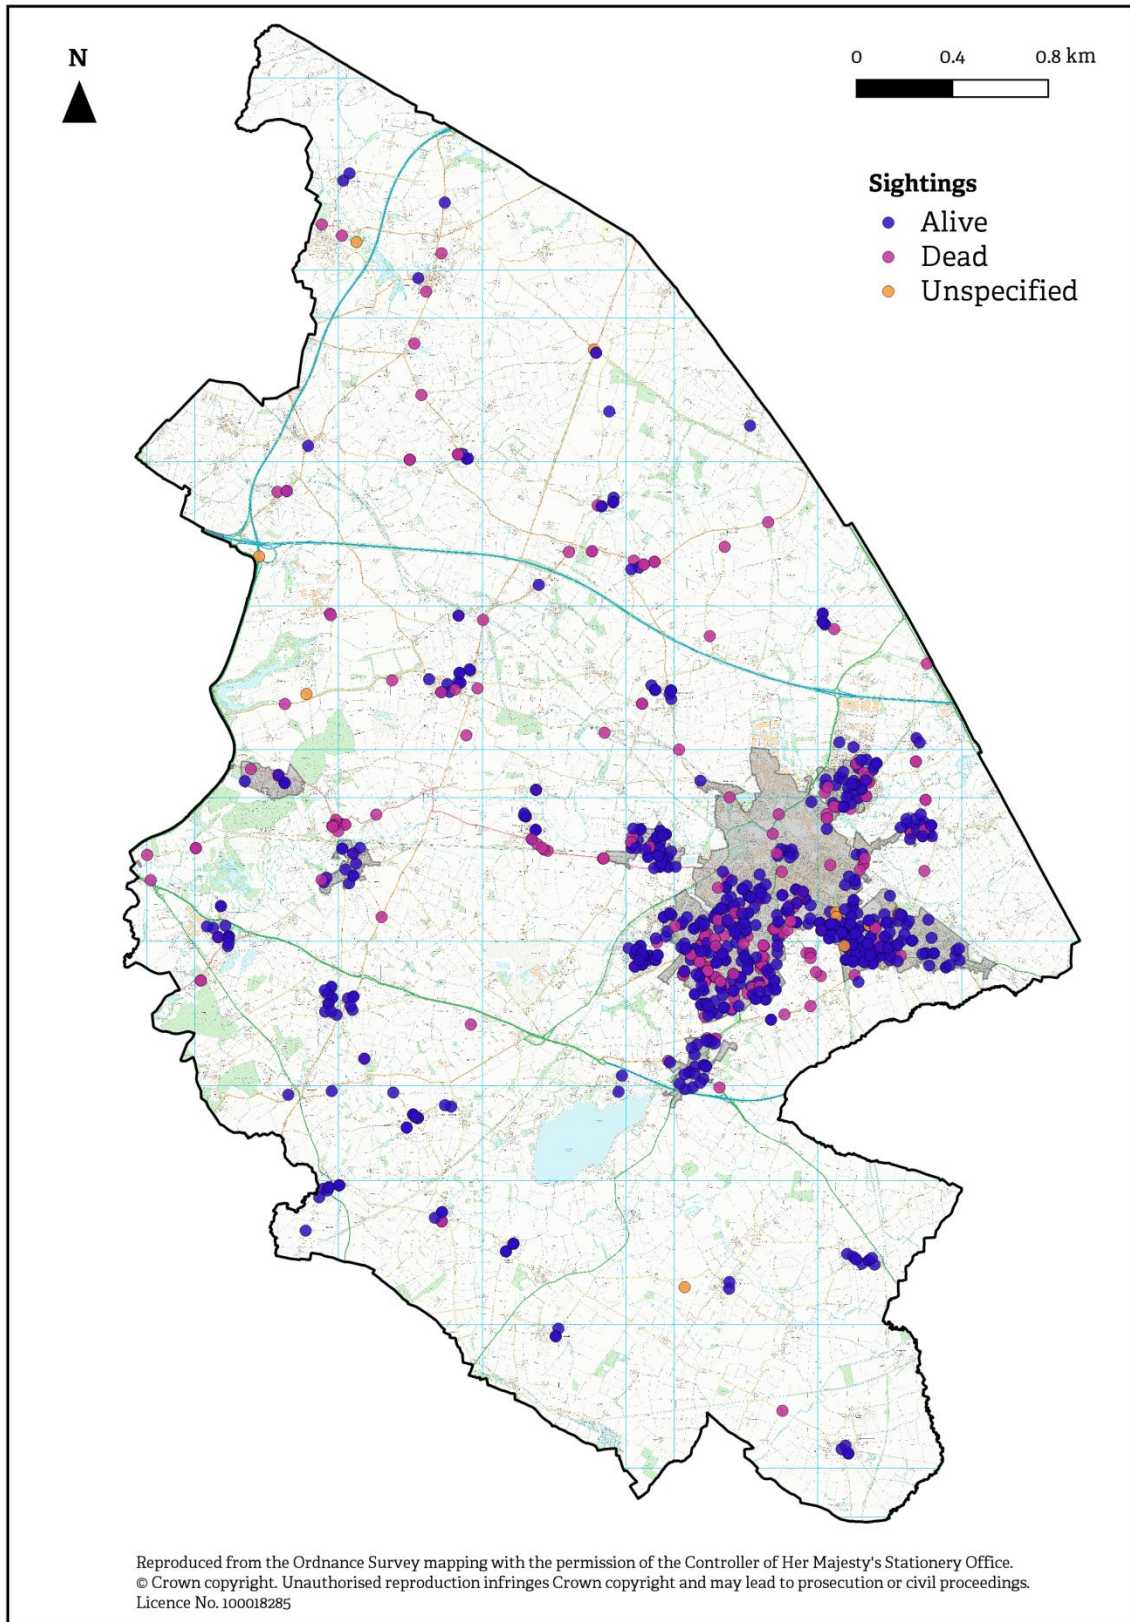 N
0 0.4 0.8 km
Sightings
Alive
Dead
Unspecified
Reproduced from the Ordnance Survey mapping with the permission of the Controller of Her Majesty's Stationery Office.
© Crown copyright. Unauthorised reproduction infringes Crown copyright and may lead to prosecution or civil proceedings.
Licence No. 100018285